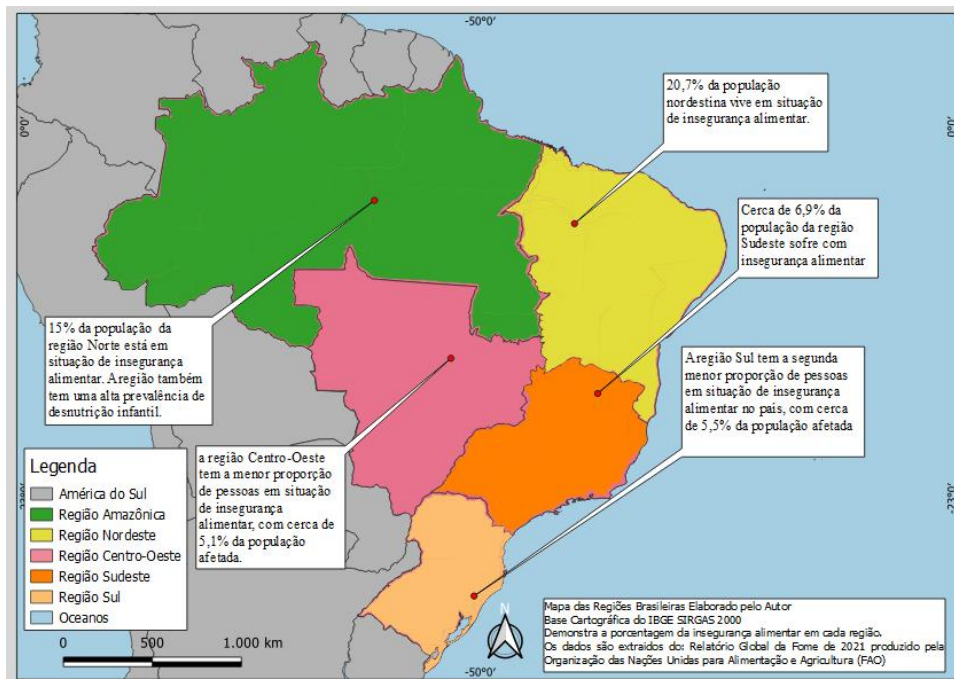 -50°0'
0°0'
0°0'
20,7% da população
nordestina vive em situação
de insegurança alimentar.
Cerca de 6,9% da
população da região
Sudeste sofre com
insegurança alimentar
15% da população da
região Norte está em
situação de insegurança
alimentar. Aregião também
tem uma alta prevalência de
desnutrição infantil.
Aregião Sul tem a segunda
menor proporção de pessoas
em situação de insegurança
alimentar no país, com cerca
de 5,5% da população afetada
a região Centro-Oeste
tem a menor proporção
de pessoas em situação
de insegurança
alimentar, com cerca de
5,1% da população
afetada.
Legenda
América do Sul
Região Amazônica
Região Nordeste
Região Centro-Oeste
Região Sudeste
Região Sul
Oceanos
-23°0'
-23°0'
0 500 1.000 km
N
Mapa das Regiões Brasileiras Elaborado pelo Autor
Base Cartográfica do IBGE SIRGAS 2000
Demonstra a porcentagem da insegurança alimentar em cada região.
Os dados são extraidos do: Relatório Global da Fome de 2021 produzido pela
Organização das Nações Unidas para Alimentação e Agricultura (FAO)
-50°0'